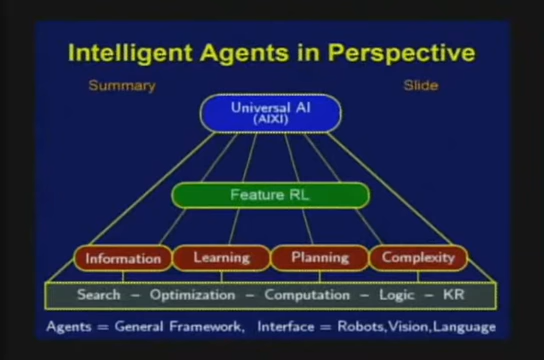 Intelligent Agents in Perspective
Summary Slide
Universal AI
(AIXI)
Feature RL
Information Learning Planning Complexity
Search – Optimization – Computation – Logic – KR
Agents = General Framework, Interface = Robots,Vision,Language